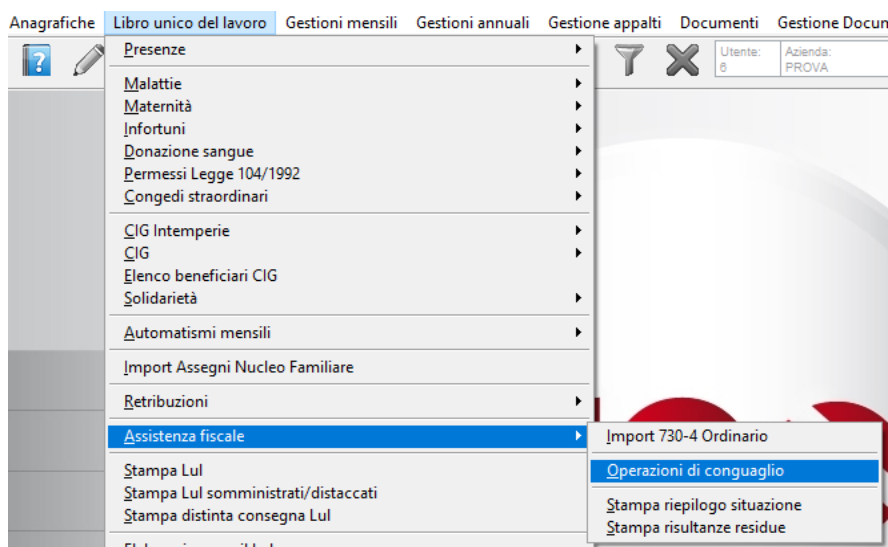 Anagrafiche Libro unico del lavoro Gestioni mensili Gestioni annuali Gestione appalti Documenti Gestione Docun
Utente: Azienda:
6 PROVA
Presenze
Malattie
Maternità
Infortuni
Donazione sangue
Permessi Legge 104/1992
Congedi straordinari
CIG Intemperie
CIG
Elenco beneficiari CIG
Solidarietà
Automatismi mensili
Import Assegni Nucleo Familiare
Retribuzioni
Assistenza fiscale
Import 730-4 Ordinario
Operazioni di conguaglio
Stampa riepilogo situazione
Stampa risultanze residue
Stampa Lul
Stampa Lul somministrati/distaccati
Stampa distinta consegna Lul